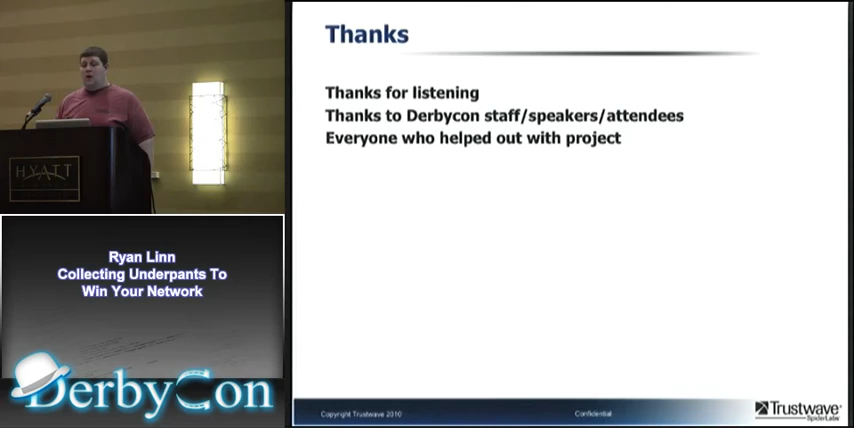 HYATT
Ryan Linn
Collecting Underpants To
Win Your Network
DerbyCon
Thanks
Thanks for listening
Thanks to Derbycon staff/speakers/attendees
Everyone who helped out with project
Copyright Trustwave 2010
Confidential
Trustwave
SpiderLabs